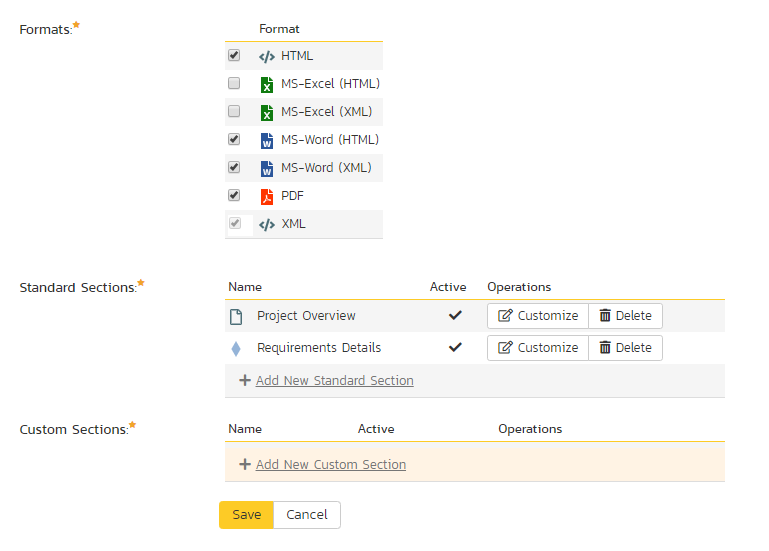 Formats:* Format
HTML
MS-Excel (HTML)
MS-Excel (XML)
MS-Word (HTML)
MS-Word (XML)
PDF
XML
Standard Sections:* Name Active Operations
Project Overview Customize Delete
Requirements Details Customize Delete
+ Add New Standard Section
Custom Sections:* Name Active Operations
+ Add New Custom Section
Save Cancel